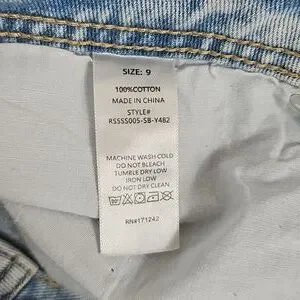 SIZE: 9
100%COTTON
MADE IN CHINA
STYLE#
RSSSS005-SB-Y482
MACHINE WASH COLD
DO NOT BLEACH
TUMBLE DRY LOW
IRON LOW
DO NOT DRY CLEAN
RN#171242